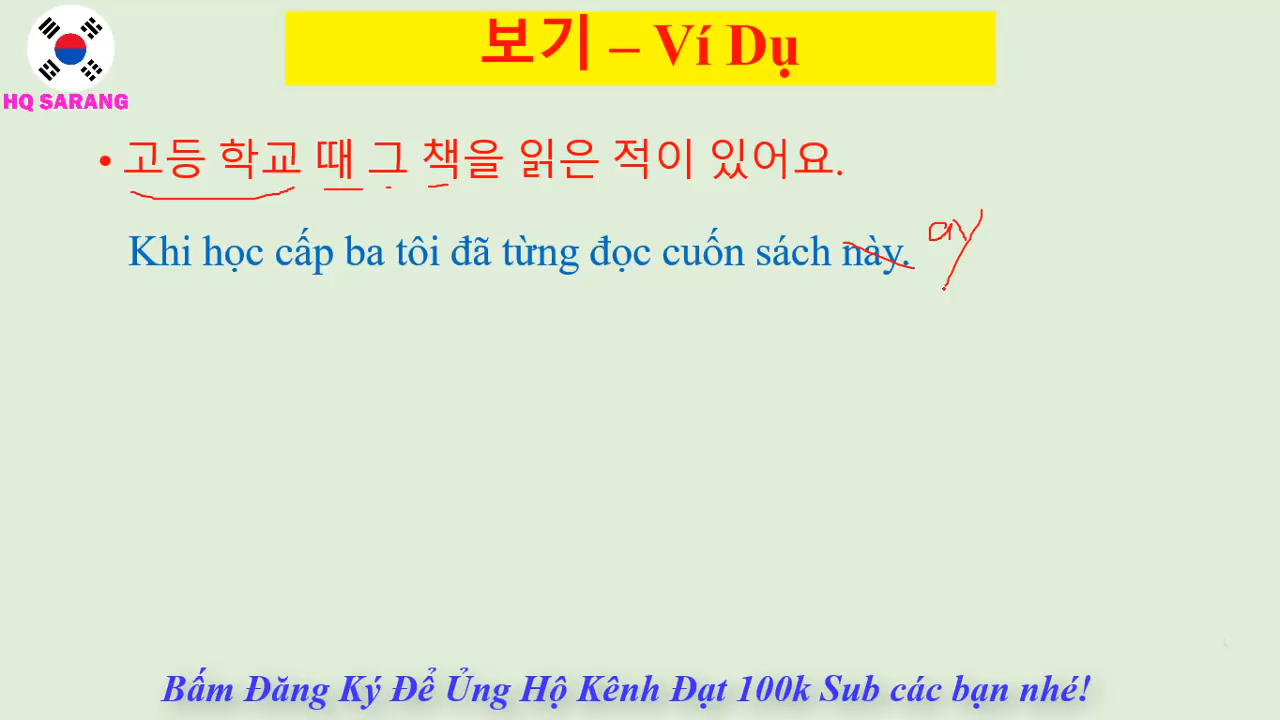 보기 – Ví Dụ
HQ SARANG
• 고등 학교 때 그 책을 읽은 적이 있어요.
Khi học cấp ba tôi đã từng đọc cuốn sách này.
ay
Bấm Đăng Ký Để Ủng Hộ Kênh Đạt 100k Sub các bạn nhé!